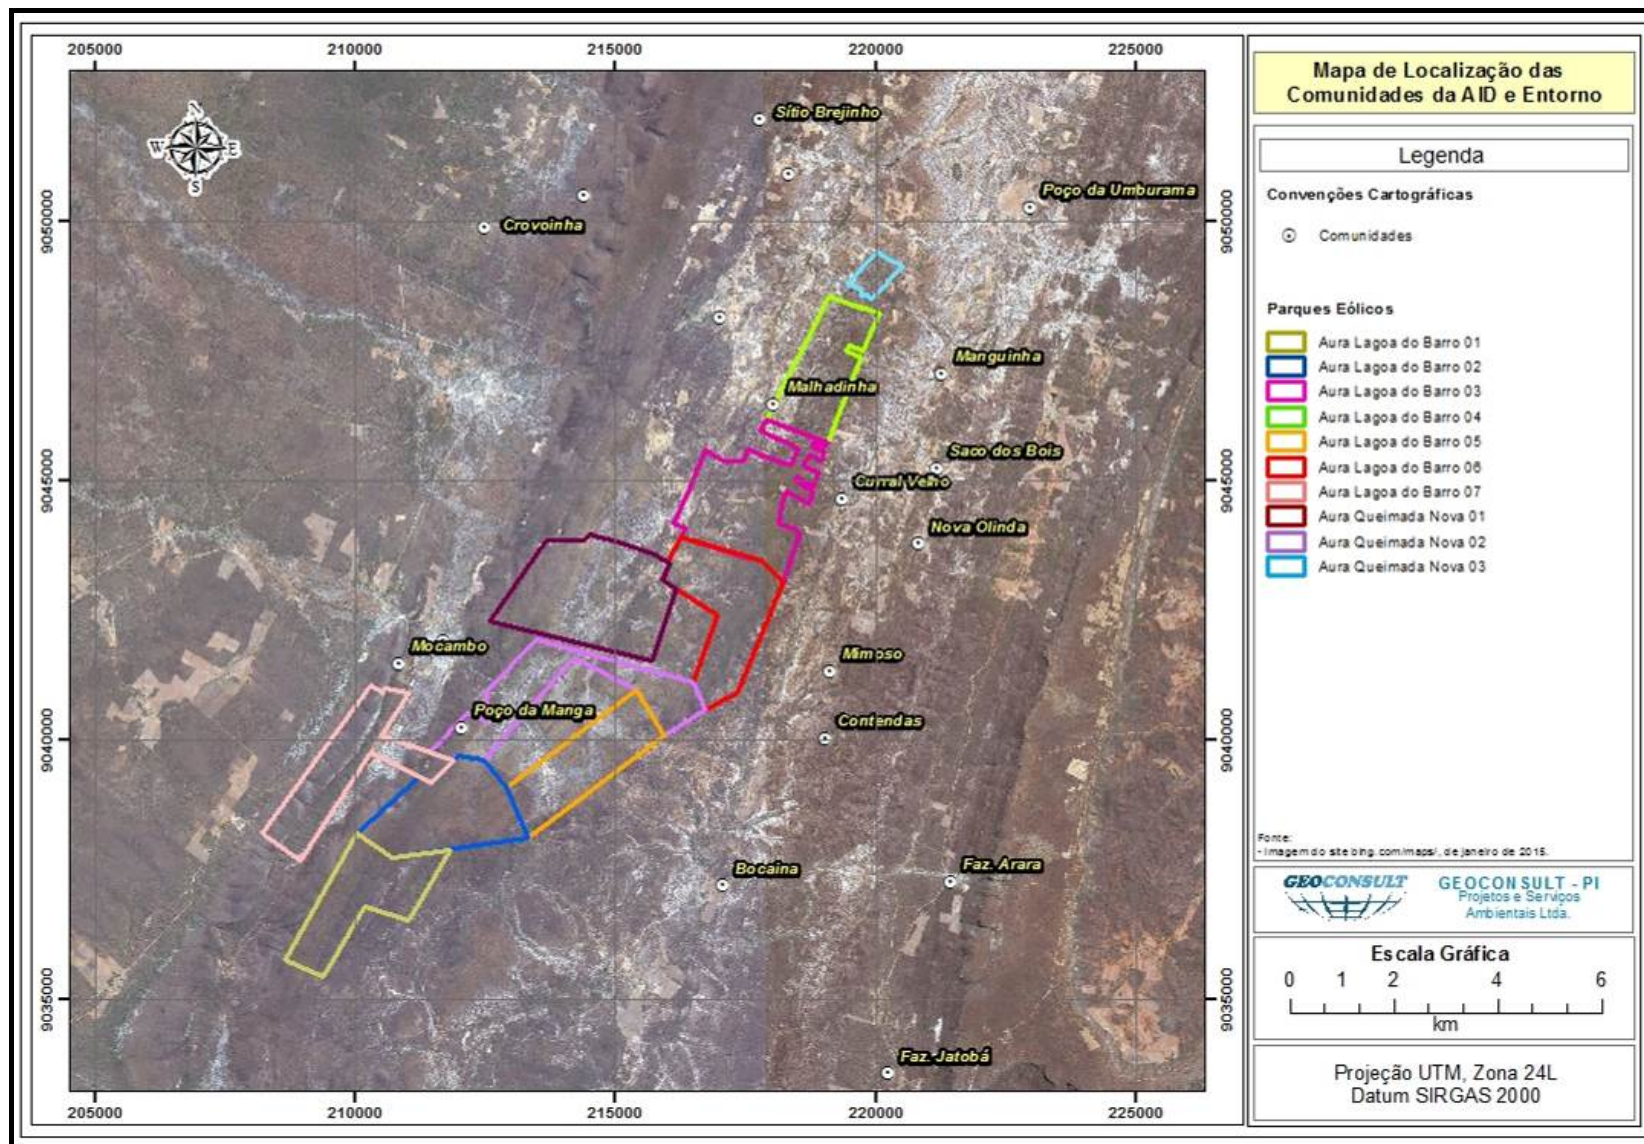 205000
210000
215000
220000
225000
N
W
E
S
9050000
9045000
9040000
9035000
Sítio Brejinho
Poço da Umburama
Crovoinha
Manguinha
Malhadinha
Saco dos Bois
Curral Velho
Nova Olinda
Mocambo
Mimoso
Poço da Manga
Contendas
Bocaina
Faz. Arara
Faz. Jatobá
9050000
9045000
9040000
9035000
205000
210000
215000
220000
225000
Mapa de Localização das
Comunidades da AID e Entorno
Legenda
Convenções Cartográficas
Comunidades
Parques Eólicos
Aura Lagoa do Barro 01
Aura Lagoa do Barro 02
Aura Lagoa do Barro 03
Aura Lagoa do Barro 04
Aura Lagoa do Barro 05
Aura Lagoa do Barro 06
Aura Lagoa do Barro 07
Aura Queimada Nova 01
Aura Queimada Nova 02
Aura Queimada Nova 03
Fonte:
- Imagem do site bing.com/maps/, de janeiro de 2015.
GEOCONSULT
GEOCONSULT - PI
Projetos e Serviços
Ambientais Ltda.
Escala Gráfica
0 1 2 4 6
km
Projeção UTM, Zona 24L
Datum SIRGAS 2000